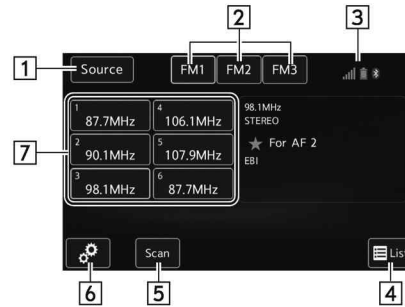 2
3
1
Source
FM1
FM2
FM3
1 87.7MHz
4 106.1MHz
98.1MHz
STEREO
7
2 90.1MHz
5 107.9MHz
For AF 2
EBI
3 98.1MHz
6 87.7MHz
Scan
List
6
5
4